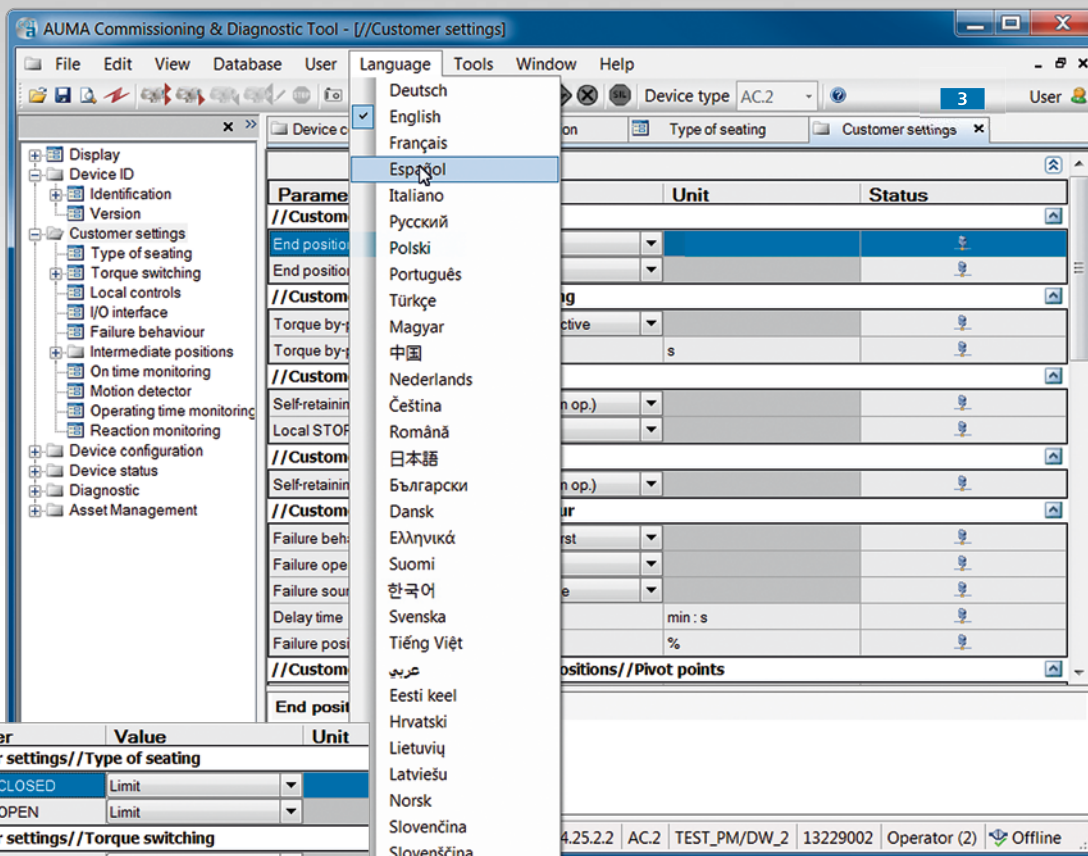 AUMA Commissioning & Diagnostic Tool - [//Customer settings]
File Edit View Database User Language Tools Window Help
Device type AC.2 3 User
Device c on Type of seating Customer settings
Display
Device ID
Identification
Version
Customer settings
Type of seating
Torque switching
Local controls
I/O interface
Failure behaviour
Intermediate positions
On time monitoring
Motion detector
Operating time monitoring
Reaction monitoring
Device configuration
Device status
Diagnostic
Asset Management
Deutsch
English
Français
Español
Italiano
Русский
Polski
Português
Türkçe
Magyar
中国
Nederlands
Čeština
Română
日本語
Български
Dansk
Ελληνικά
Suomi
한국어
Svenska
Tiếng Việt
عربي
Eesti keel
Hrvatski
Lietuvių
Latviešu
Norsk
Slovenčina
Slovenščina
Parame Unit Status
//Custom
End position
End position
//Custom ng
Torque by-p ctive
Torque by-p s
//Custom
Self-retainin n op.)
Local STOP
//Custom
Self-retainin n op.)
//Custom ur
Failure beha rst
Failure ope
Failure sour e
Delay time min : s
Failure posi %
//Custom ositions//Pivot points
End posit
er Value Unit
r settings//Type of seating
CLOSED Limit
OPEN Limit
r settings//Torque switching
4.25.2.2 AC.2 TEST_PM/DW_2 13229002 Operator (2) Offline